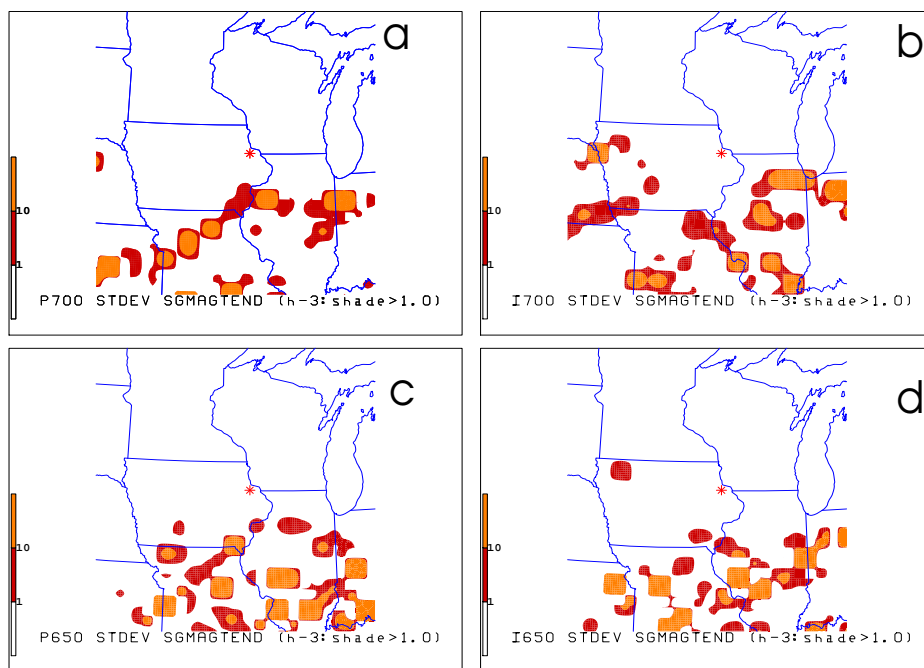 a
10
1
P700 STDEV SGMAGTEND (h-3:shade>1.0)
b
10
1
I700 STDEV SGMAGTEND (h-3:shade>1.0)
c
10
1
P650 STDEV SGMAGTEND (h-3:shade>1.0)
d
10
1
I650 STDEV SGMAGTEND (h-3:shade>1.0)